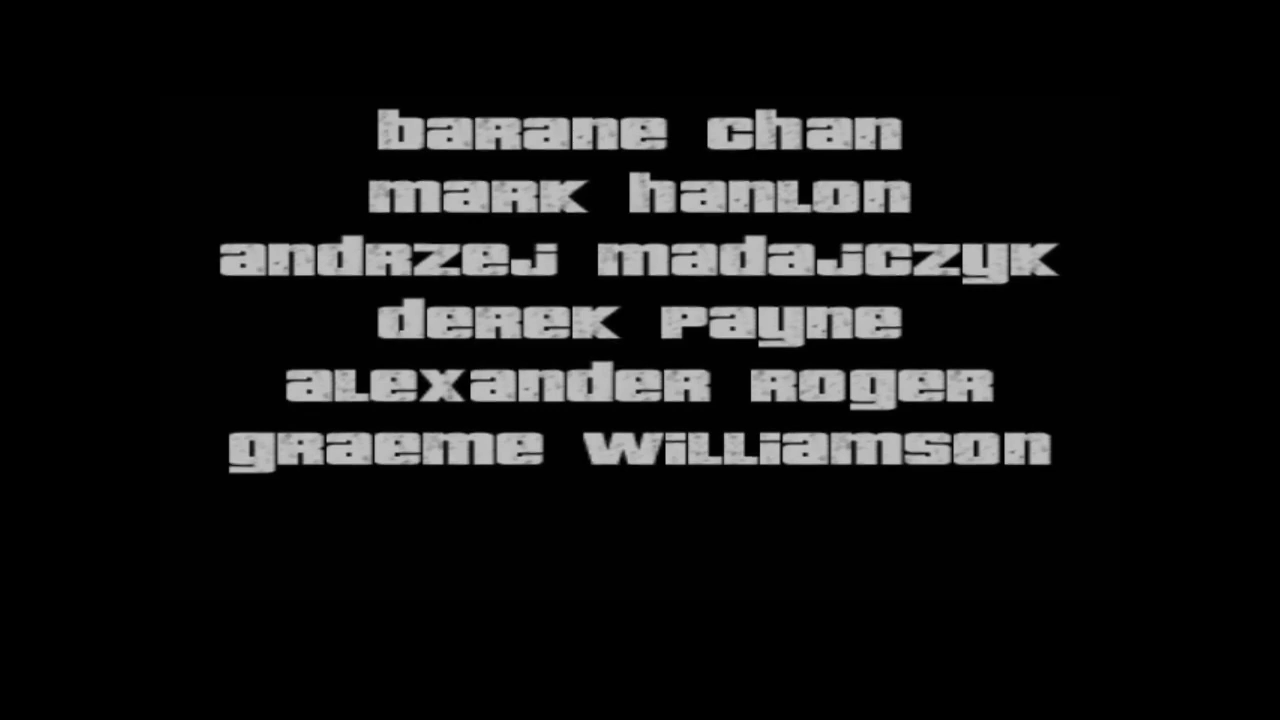 baRane chan
maRk hanLon
andRzej madajczyk
deRek Payne
aLexandeR RogeR
gRaeme wiLLiamson